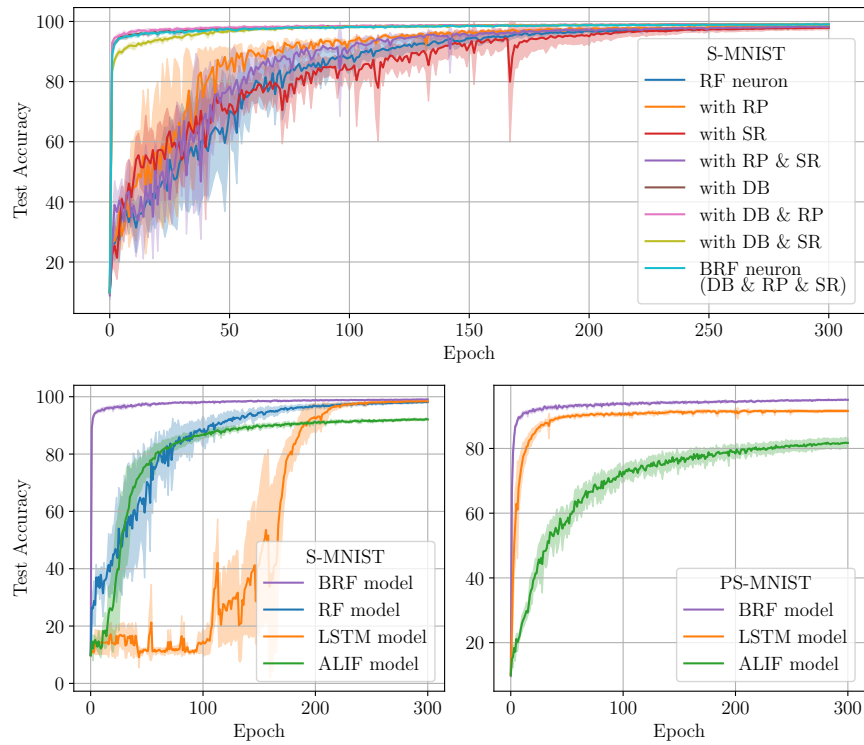 100
80
60
40
20
Test Accuracy
0
50
100
150
200
250
300
Epoch
S-MNIST
RF neuron
with RP
with SR
with RP & SR
with DB
with DB & RP
with DB & SR
BRF neuron
(DB & RP & SR)
100
80
60
40
20
0
Test Accuracy
0
100
200
300
Epoch
S-MNIST
BRF model
RF model
LSTM model
ALIF model
80
60
40
20
0
100
200
300
Epoch
PS-MNIST
BRF model
LSTM model
ALIF model